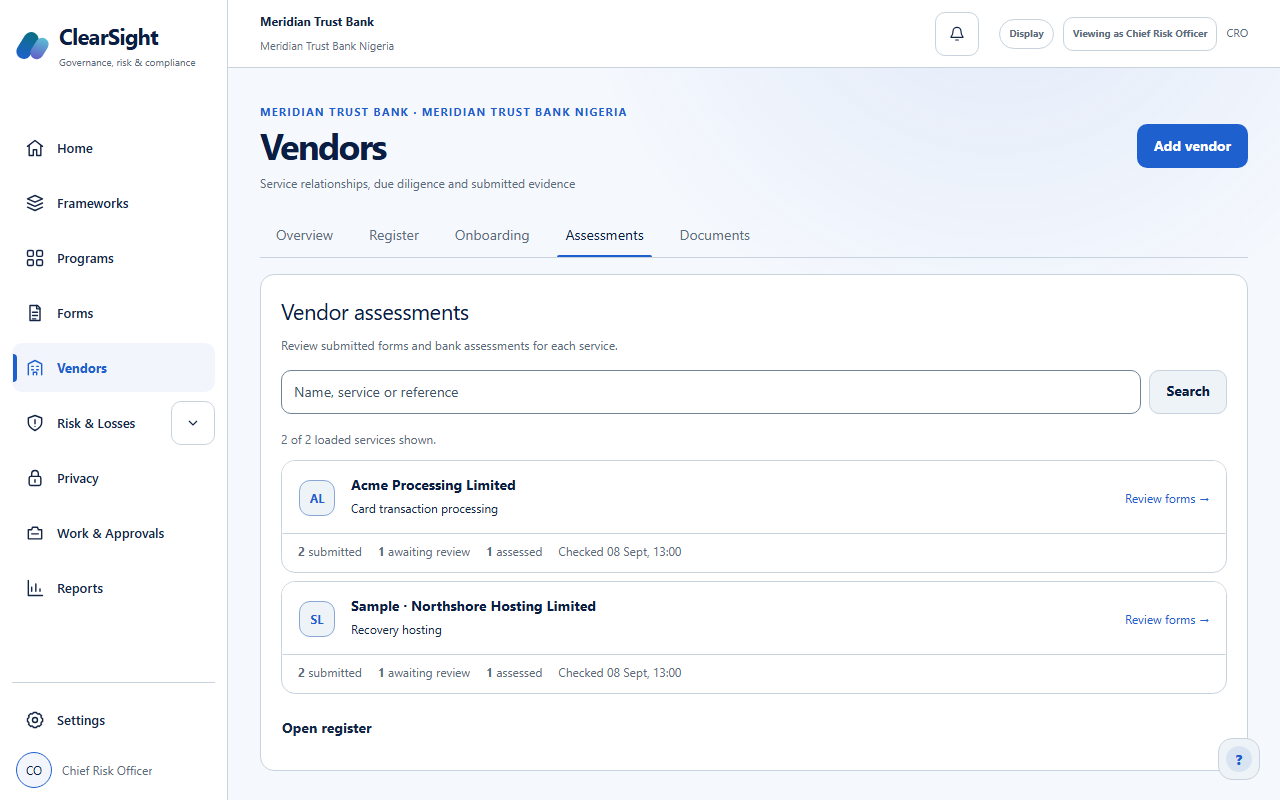 ClearSight
Governance, risk & compliance
Home
Frameworks
Programs
Forms
Vendors
Risk & Losses
Privacy
Work & Approvals
Reports
Settings
CO
Chief Risk Officer
Meridian Trust Bank
Meridian Trust Bank Nigeria
Display
Viewing as Chief Risk Officer
CRO
MERIDIAN TRUST BANK · MERIDIAN TRUST BANK NIGERIA
Vendors
Service relationships, due diligence and submitted evidence
Add vendor
Overview
Register
Onboarding
Assessments
Documents
Vendor assessments
Review submitted forms and bank assessments for each service.
Name, service or reference
Search
2 of 2 loaded services shown.
AL
Acme Processing Limited
Card transaction processing
Review forms →
2 submitted 1 awaiting review 1 assessed Checked 08 Sept, 13:00
SL
Sample · Northshore Hosting Limited
Recovery hosting
Review forms →
2 submitted 1 awaiting review 1 assessed Checked 08 Sept, 13:00
Open register
?